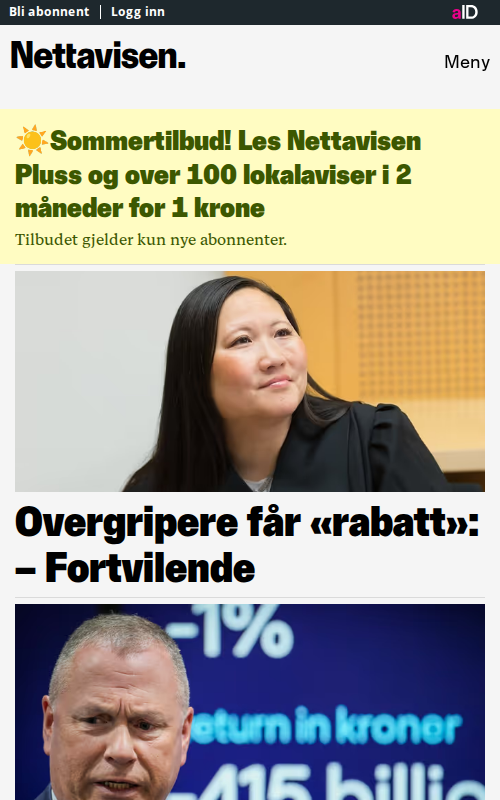 Bli abonnent | Logg inn
aID
Nettavisen.
Meny
☀️Sommertilbud! Les Nettavisen
Pluss og over 100 lokalaviser i 2
måneder for 1 krone
Tilbudet gjelder kun nye abonnenter.
Overgripere får «rabatt»:
– Fortvilende
-1%
eturn in kroner
-415 billio